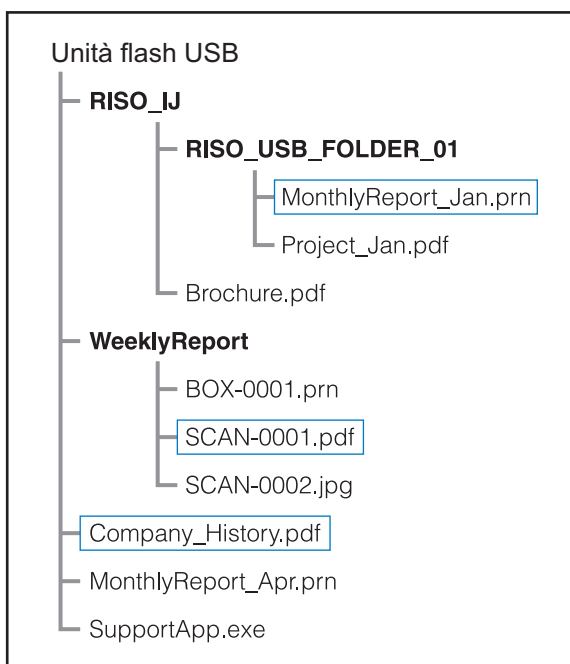 Unità flash USB
RISO_IJ
RISO_USB_FOLDER_01
MonthlyReport_Jan.prn
Project_Jan.pdf
Brochure.pdf
WeeklyReport
BOX-0001.prn
SCAN-0001.pdf
SCAN-0002.jpg
Company_History.pdf
MonthlyReport_Apr.prn
SupportApp.exe